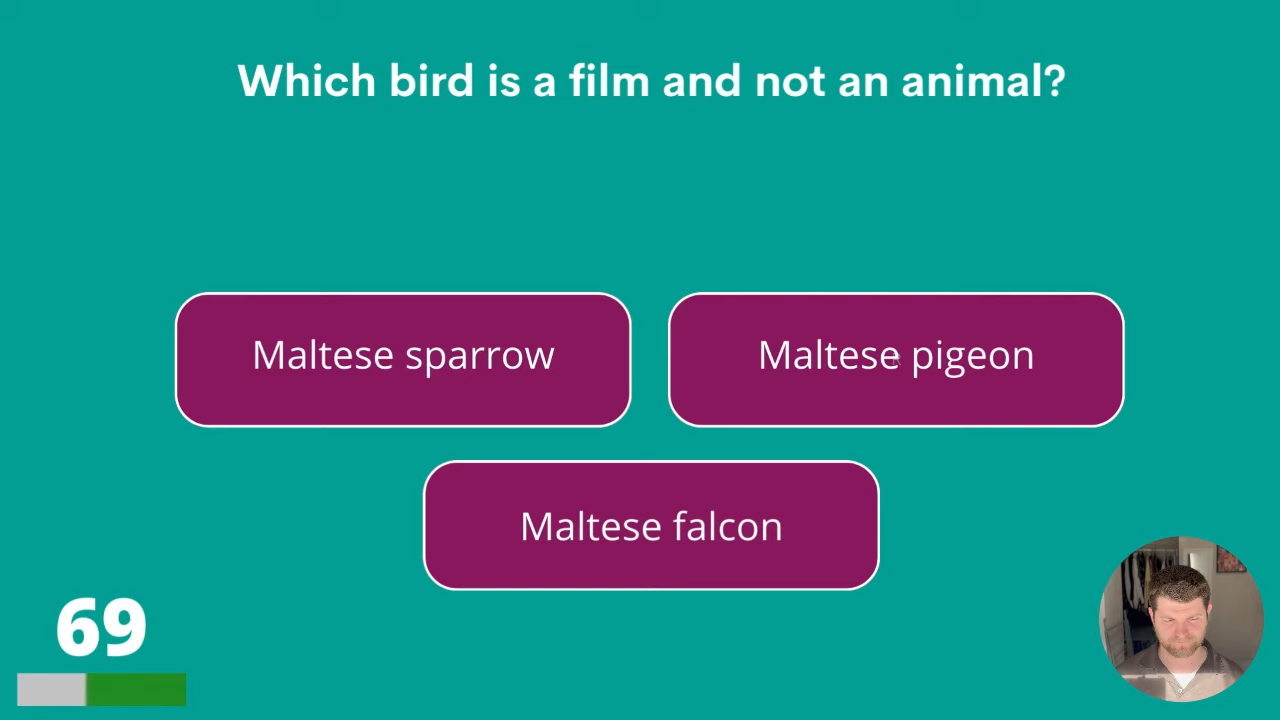 Which bird is a film and not an animal?
Maltese sparrow
Maltese pigeon
Maltese falcon
69